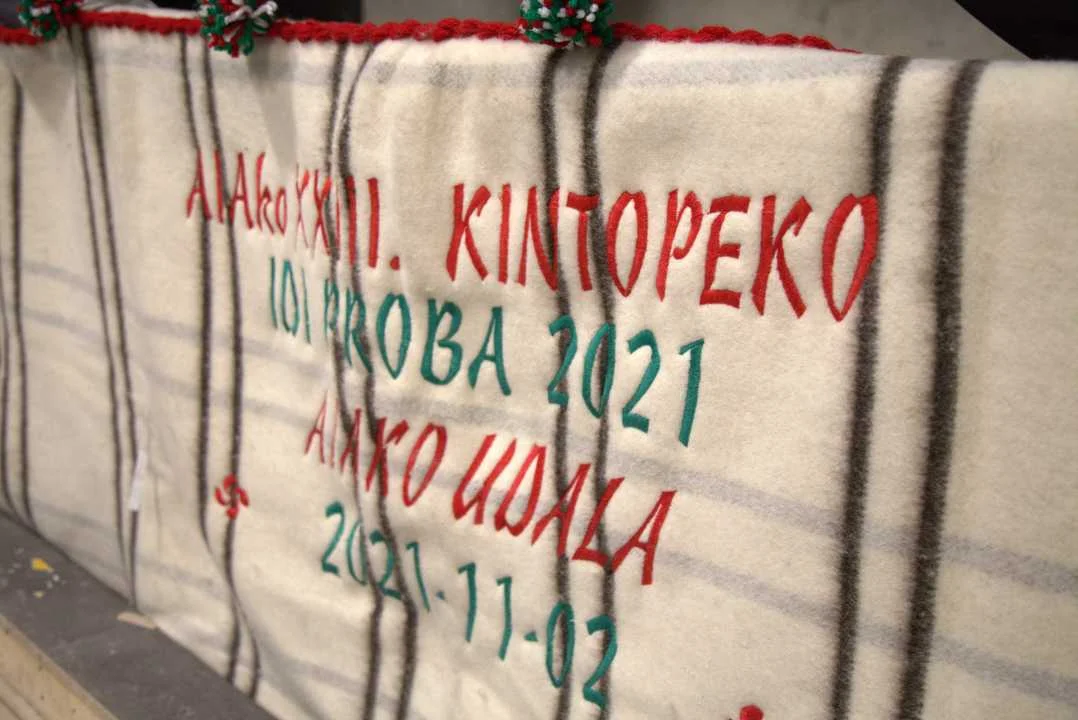 AIAko XXIII. KINTOPEKO
IDI PROBA 2021
AIAKO UDALA
2021-11-02